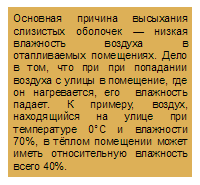 Основная причина высыхания
слизистых оболочек — низкая
влажность воздуха в
отапливаемых помещениях. Дело
в том, что при при попадании
воздуха с улицы в помещение, где
он нагревается, его влажность
падает. К примеру, воздух,
находящийся на улице при
температуре 0°С и влажности
70%, в тёплом помещении может
иметь относительную влажность
всего 40%.